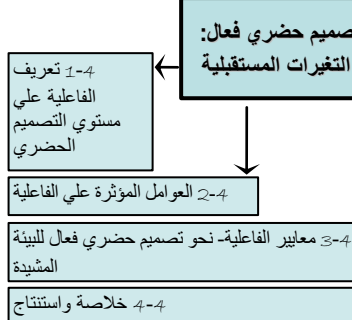 صميم حضري فعال:
التغيرات المستقبلية
4-1 تعريف
الفاعلية علي
مستوي التصميم
الحضري
4-2 العوامل المؤثرة علي الفاعلية
4-3 معايير الفاعلية- نحو تصميم حضري فعال للبيئة
المشيدة
4-4 خلاصة واستنتاج